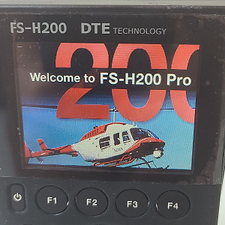 FS-H200 DTE TECHNOLOGY
200
Welcome to FS-H200 Pro
F1 F2 F3 F4